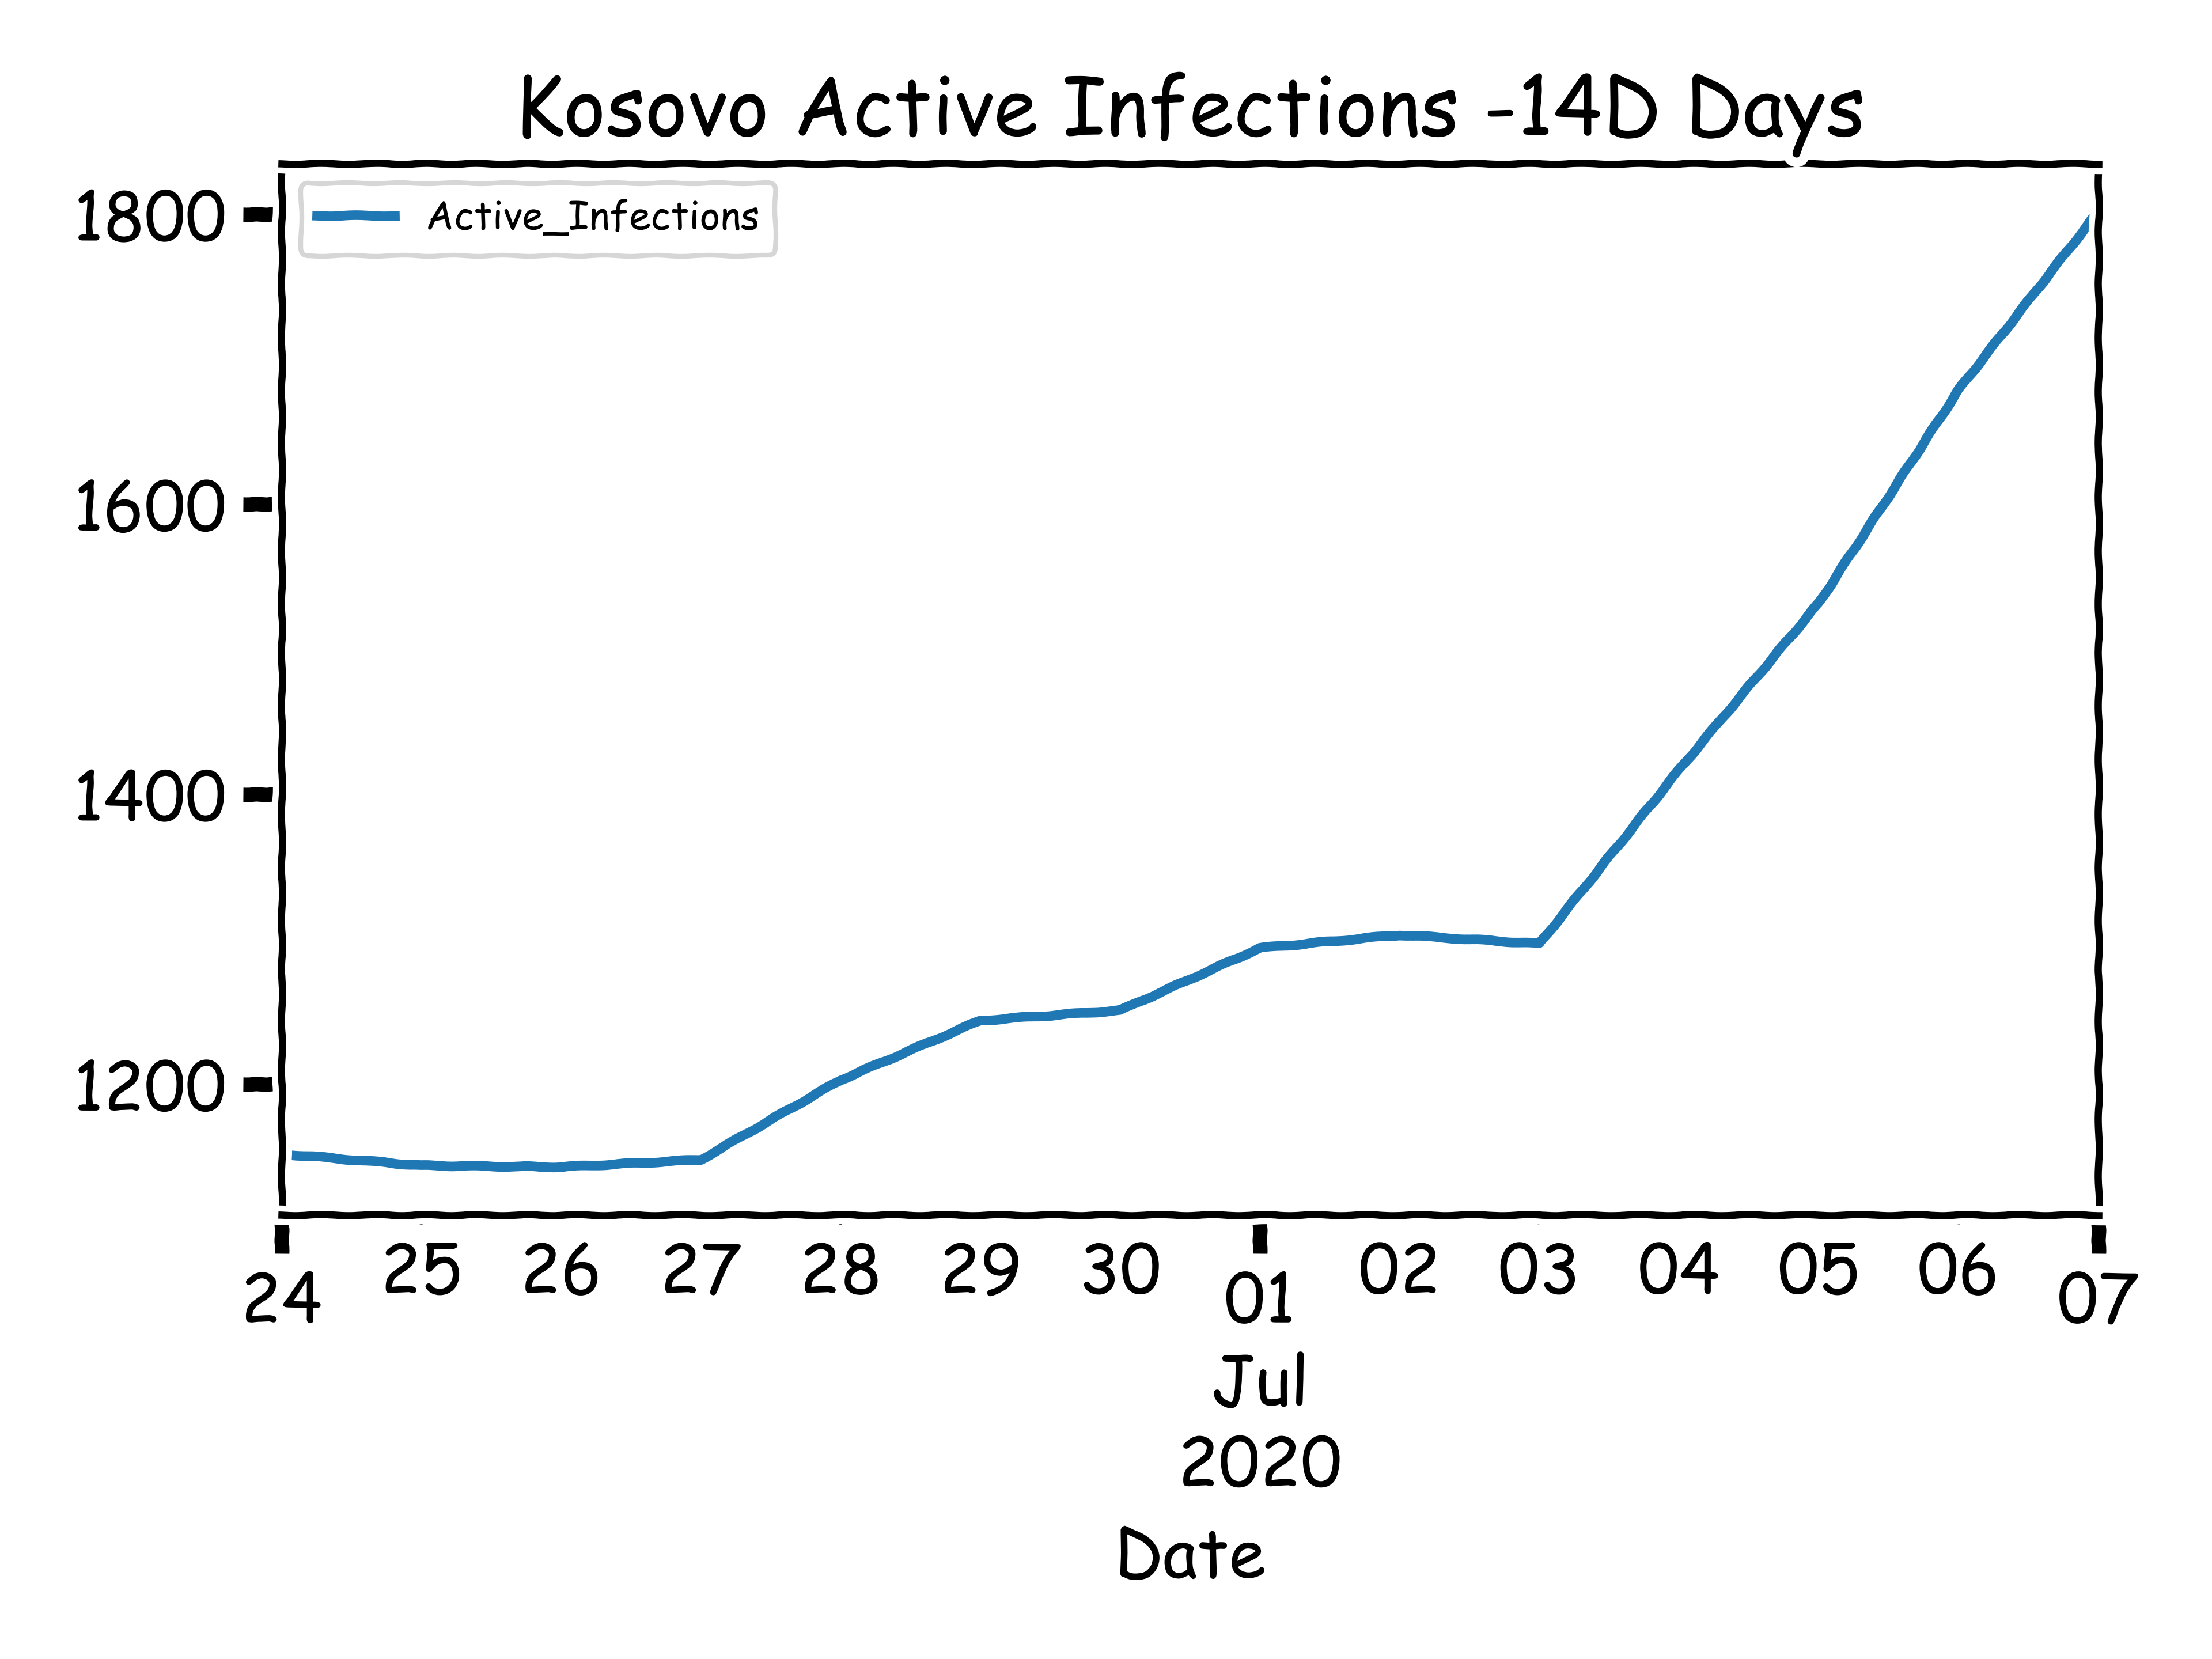 Kosovo Active Infections -14D Days
Active_Infections
1800
1600
1400
1200
24 25 26 27 28 29 30 01 02 03 04 05 06 07
Jul
2020
Date